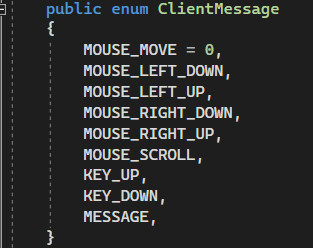 public enum ClientMessage
{
MOUSE_MOVE = 0,
MOUSE_LEFT_DOWN,
MOUSE_LEFT_UP,
MOUSE_RIGHT_DOWN,
MOUSE_RIGHT_UP,
MOUSE_SCROLL,
KEY_UP,
KEY_DOWN,
MESSAGE,
}